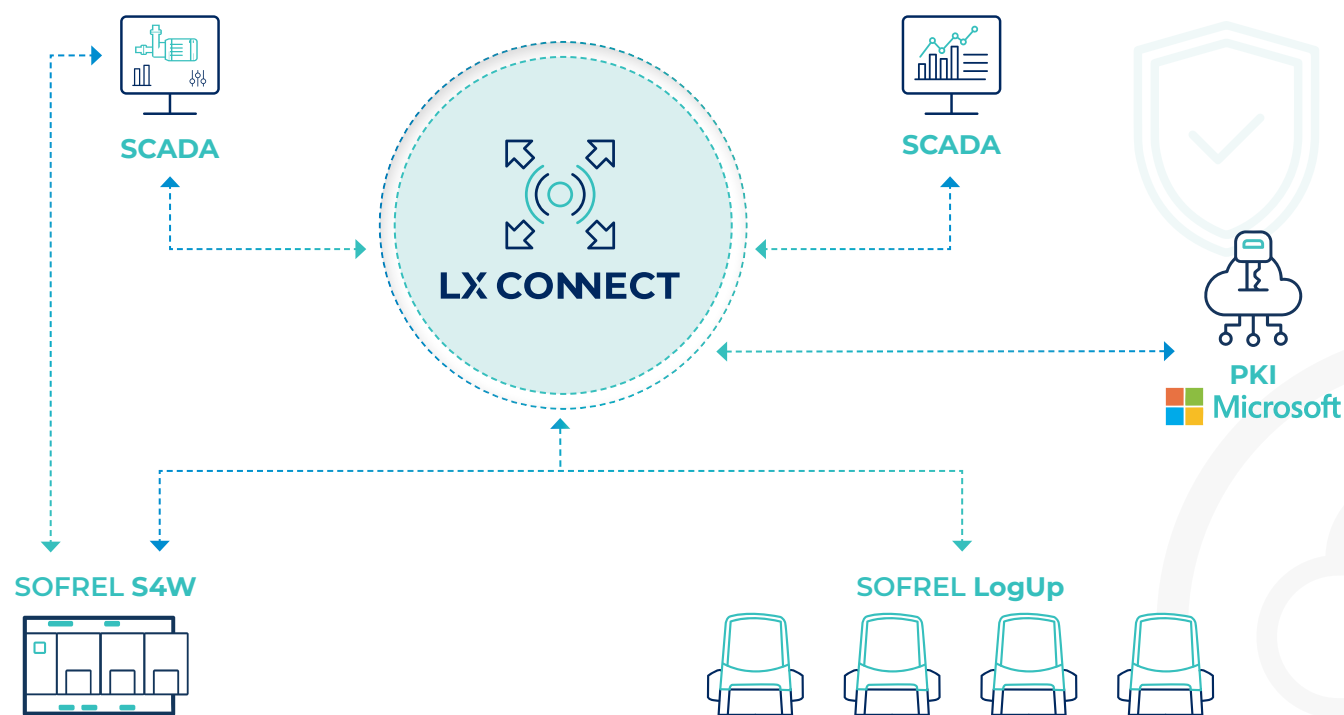 SCADA
SCADA
LX CONNECT
PKI
Microsoft
SOFREL S4W
SOFREL LogUp